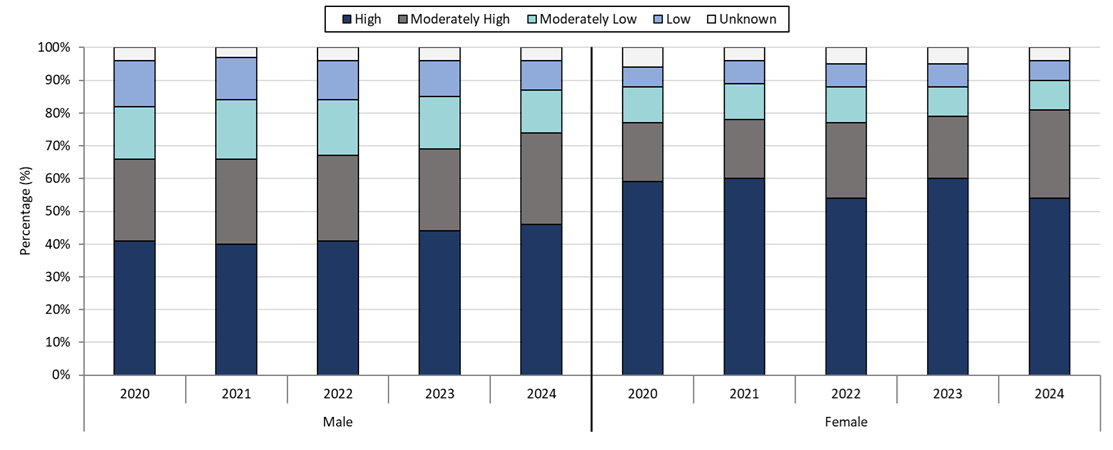 High Moderately High Moderately Low Low Unknown
100%
90%
80%
70%
60%
50%
40%
30%
20%
10%
0%
Percentage (%)
2020 2021 2022 2023 2024 2020 2021 2022 2023 2024
Male Female